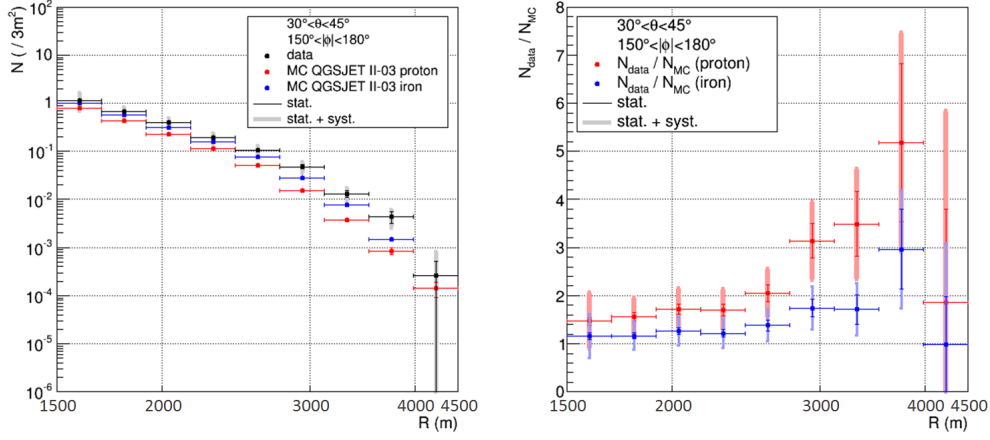 N ( / 3m²)
10²
10
1
10⁻¹
10⁻²
10⁻³
10⁻⁴
10⁻⁵
10⁻⁶
30°<θ<45°
150°<|ϕ|<180°
data
MC QGSJET II-03 proton
MC QGSJET II-03 iron
stat.
stat. + syst.
1500 2000 3000 4000 4500
R (m)
N_data / N_MC
8
7
6
5
4
3
2
1
0
30°<θ<45°
150°<|ϕ|<180°
N_data / N_MC (proton)
N_data / N_MC (iron)
stat.
stat. + syst.
1500 2000 3000 4000 4500
R (m)